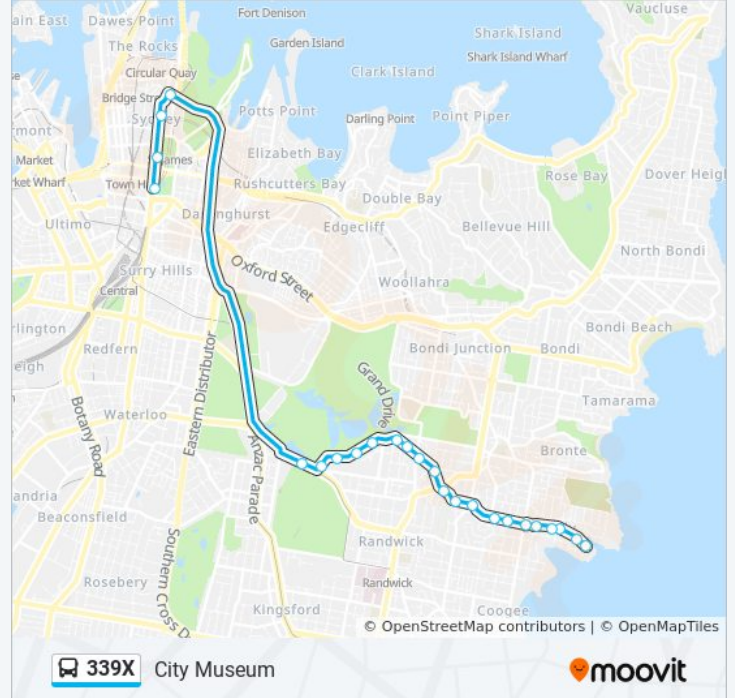 Vaucluse
ain East
Dawes Point
Fort Denison
Shark Island
The Rocks
Garden Island
Shark Island Wharf
Circular Quay
Clark Island
Bridge Str
Potts Point
Sydney
Darling Point
Point Piper
rmont
Market
James
Elizabeth Bay
rket Wharf
Town H
Rushcutters Bay
Rose Bay
Dover Heig
Double Bay
Ultimo
Da
linghurst
Edgecliff
Bellevue Hill
North Bondi
Surry Hills
Oxford Street
Woollahra
Central
rlington
Bondi Beach
Redfern
Bondi Junction
Bondi
eigh
Grand Drive
Eastern Distributor
Tamarama
Botany Road
Waterloo
Anzac Parade
Bronte
andria
Beaconsfield
Randwick
Southern Cross D
Rosebery
Randwick
Kingsford
Coogee
© OpenStreetMap contributors | © OpenMapTiles
339X City Museum
moovit